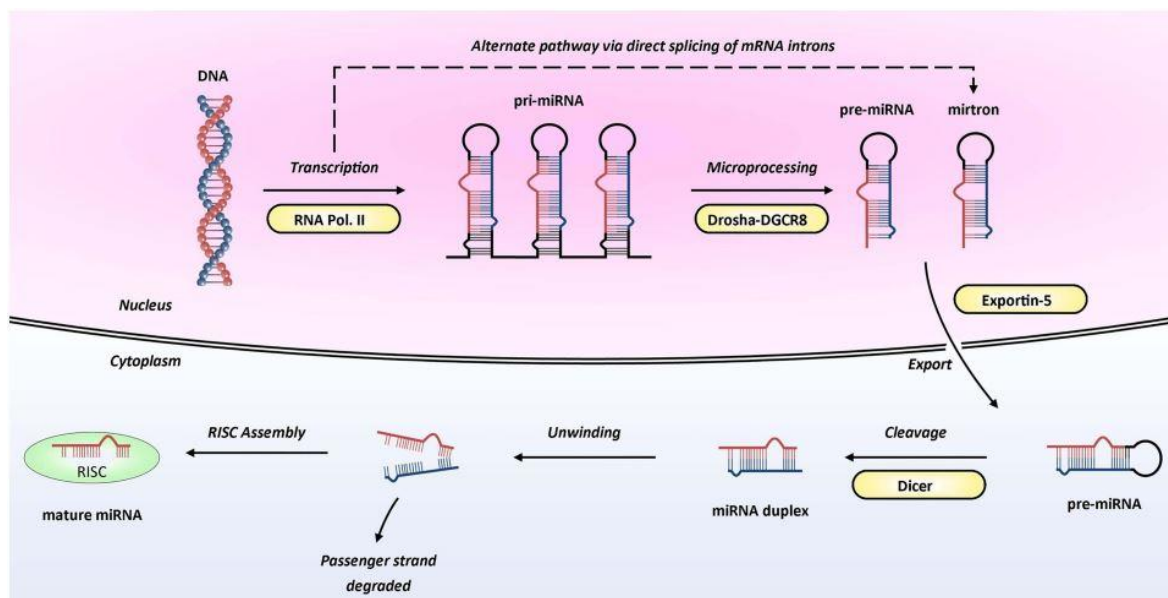 Alternate pathway via direct splicing of mRNA introns
DNA
pri-miRNA
pre-miRNA
mirtron
Transcription
RNA Pol. II
Microprocessing
Drosha-DGCR8
Nucleus
Exportin-5
Cytoplasm
Export
RISC Assembly
Unwinding
Cleavage
RISC
Dicer
mature miRNA
miRNA duplex
pre-miRNA
Passenger strand
degraded